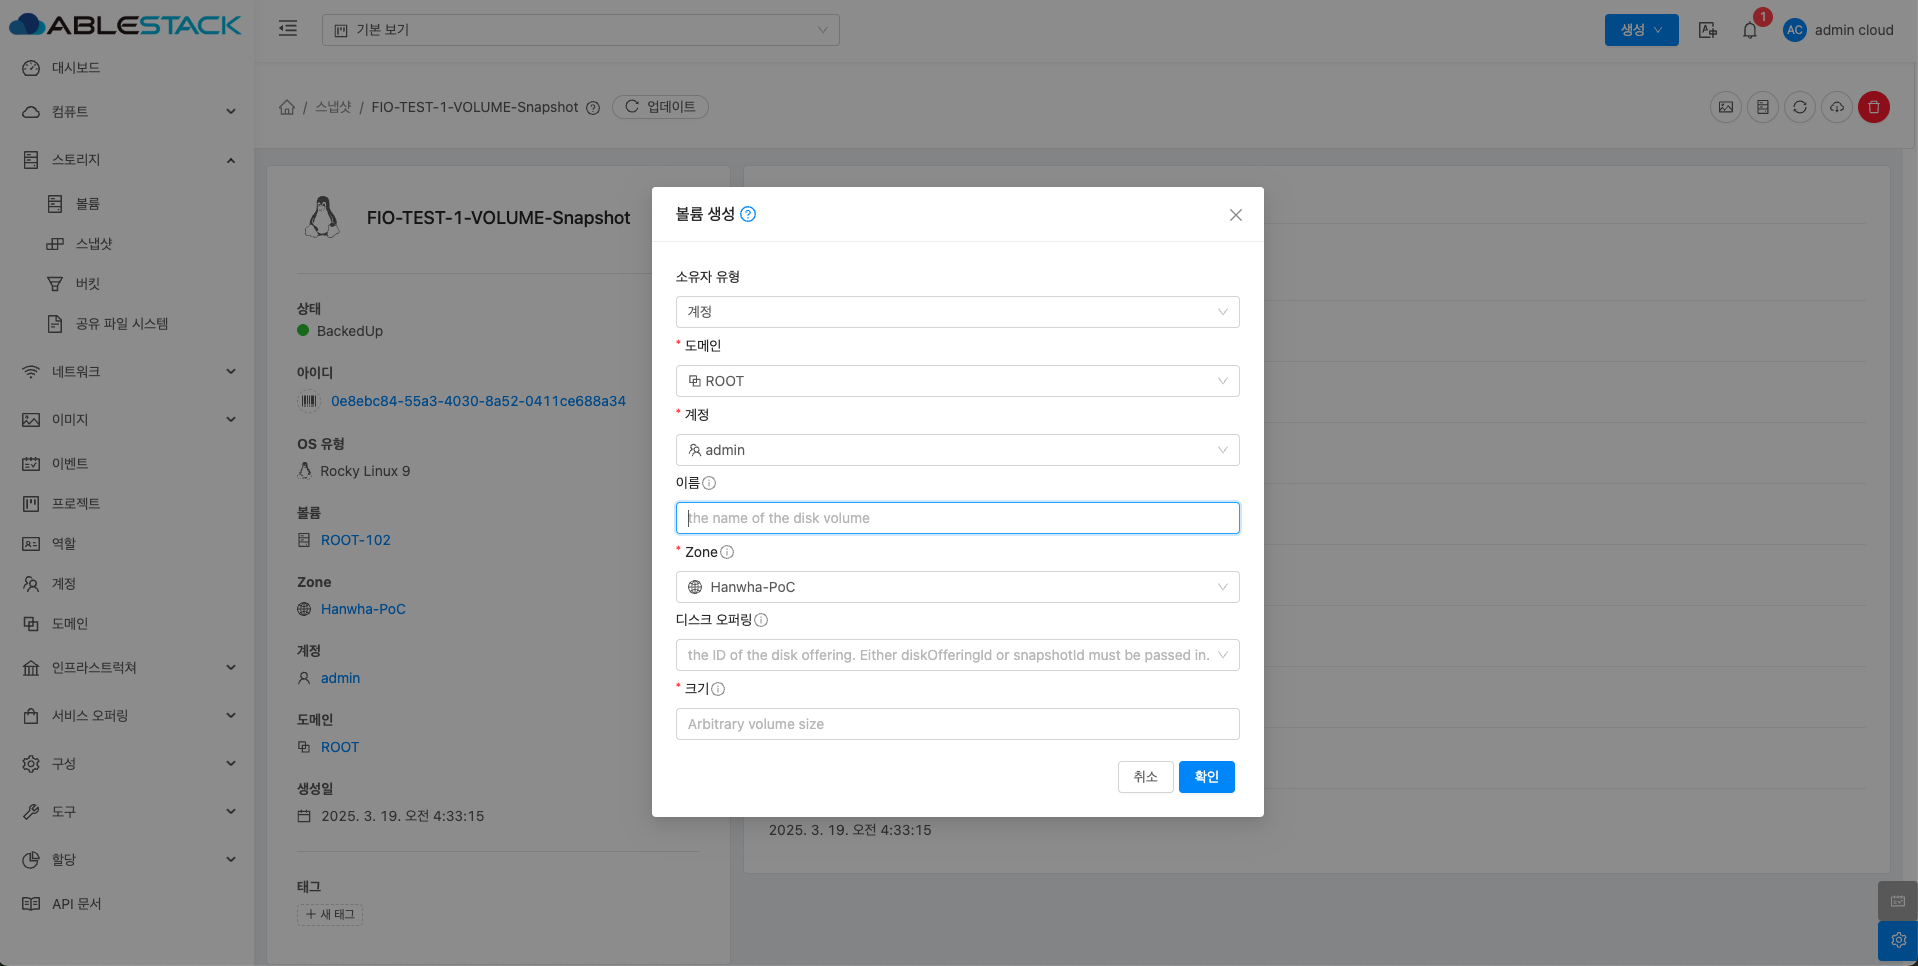 ABLESTACK
기본 보기
생성
1
AC
admin cloud
대시보드
컴퓨트
스토리지
볼륨
스냅샷
버킷
공유 파일 시스템
네트워크
이미지
이벤트
프로젝트
역할
계정
도메인
인프라스트럭쳐
서비스 오퍼링
구성
도구
할당
API 문서
/ 스냅샷 / FIO-TEST-1-VOLUME-Snapshot
업데이트
FIO-TEST-1-VOLUME-Snapshot
상태
BackedUp
아이디
0e8ebc84-55a3-4030-8a52-0411ce688a34
OS 유형
Rocky Linux 9
볼륨
ROOT-102
Zone
Hanwha-PoC
계정
admin
도메인
ROOT
생성일
2025. 3. 19. 오전 4:33:15
태그
+ 새 태그
볼륨 생성
소유자 유형
계정
* 도메인
ROOT
* 계정
admin
이름
the name of the disk volume
* Zone
Hanwha-PoC
디스크 오퍼링
the ID of the disk offering. Either diskOfferingId or snapshotId must be passed in.
* 크기
Arbitrary volume size
취소
확인
2025. 3. 19. 오전 4:33:15